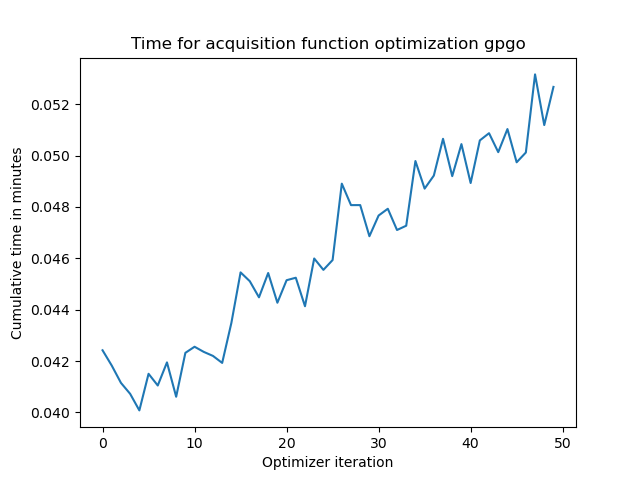 Time for acquisition function optimization gpgo
Cumulative time in minutes
0.052
0.050
0.048
0.046
0.044
0.042
0.040
0 10 20 30 40 50
Optimizer iteration